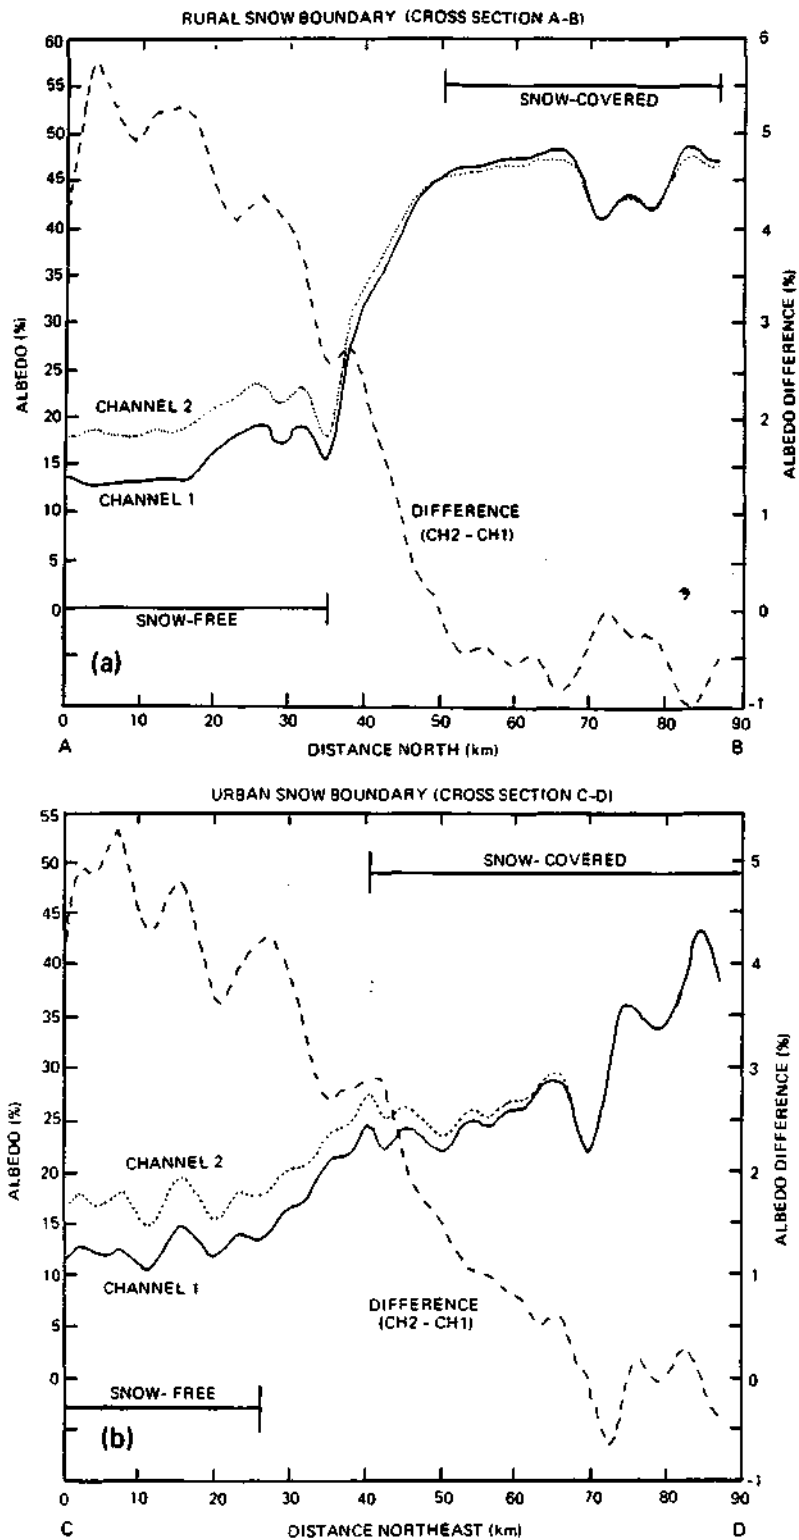 RURAL SNOW BOUNDARY (CROSS SECTION A-B)
60
55
50
45
40
35
30
25
20
15
10
5
0
ALBEDO (%)
6
5
4
3
2
1
0
-1
ALBEDO DIFFERENCE (%)
SNOW-COVERED
CHANNEL 2
CHANNEL 1
DIFFERENCE
(CH2 - CH1)
SNOW-FREE
(a)
0 10 20 30 40 50 60 70 80 90
A DISTANCE NORTH (km) B
URBAN SNOW BOUNDARY (CROSS SECTION C-D)
55
50
45
40
35
30
25
20
15
10
5
0
ALBEDO (%)
5
4
3
2
1
0
-1
ALBEDO DIFFERENCE (%)
SNOW-COVERED
CHANNEL 2
CHANNEL 1
DIFFERENCE
(CH2 - CH1)
SNOW-FREE
(b)
0 10 20 30 40 50 60 70 80 90
C DISTANCE NORTHEAST (km) D